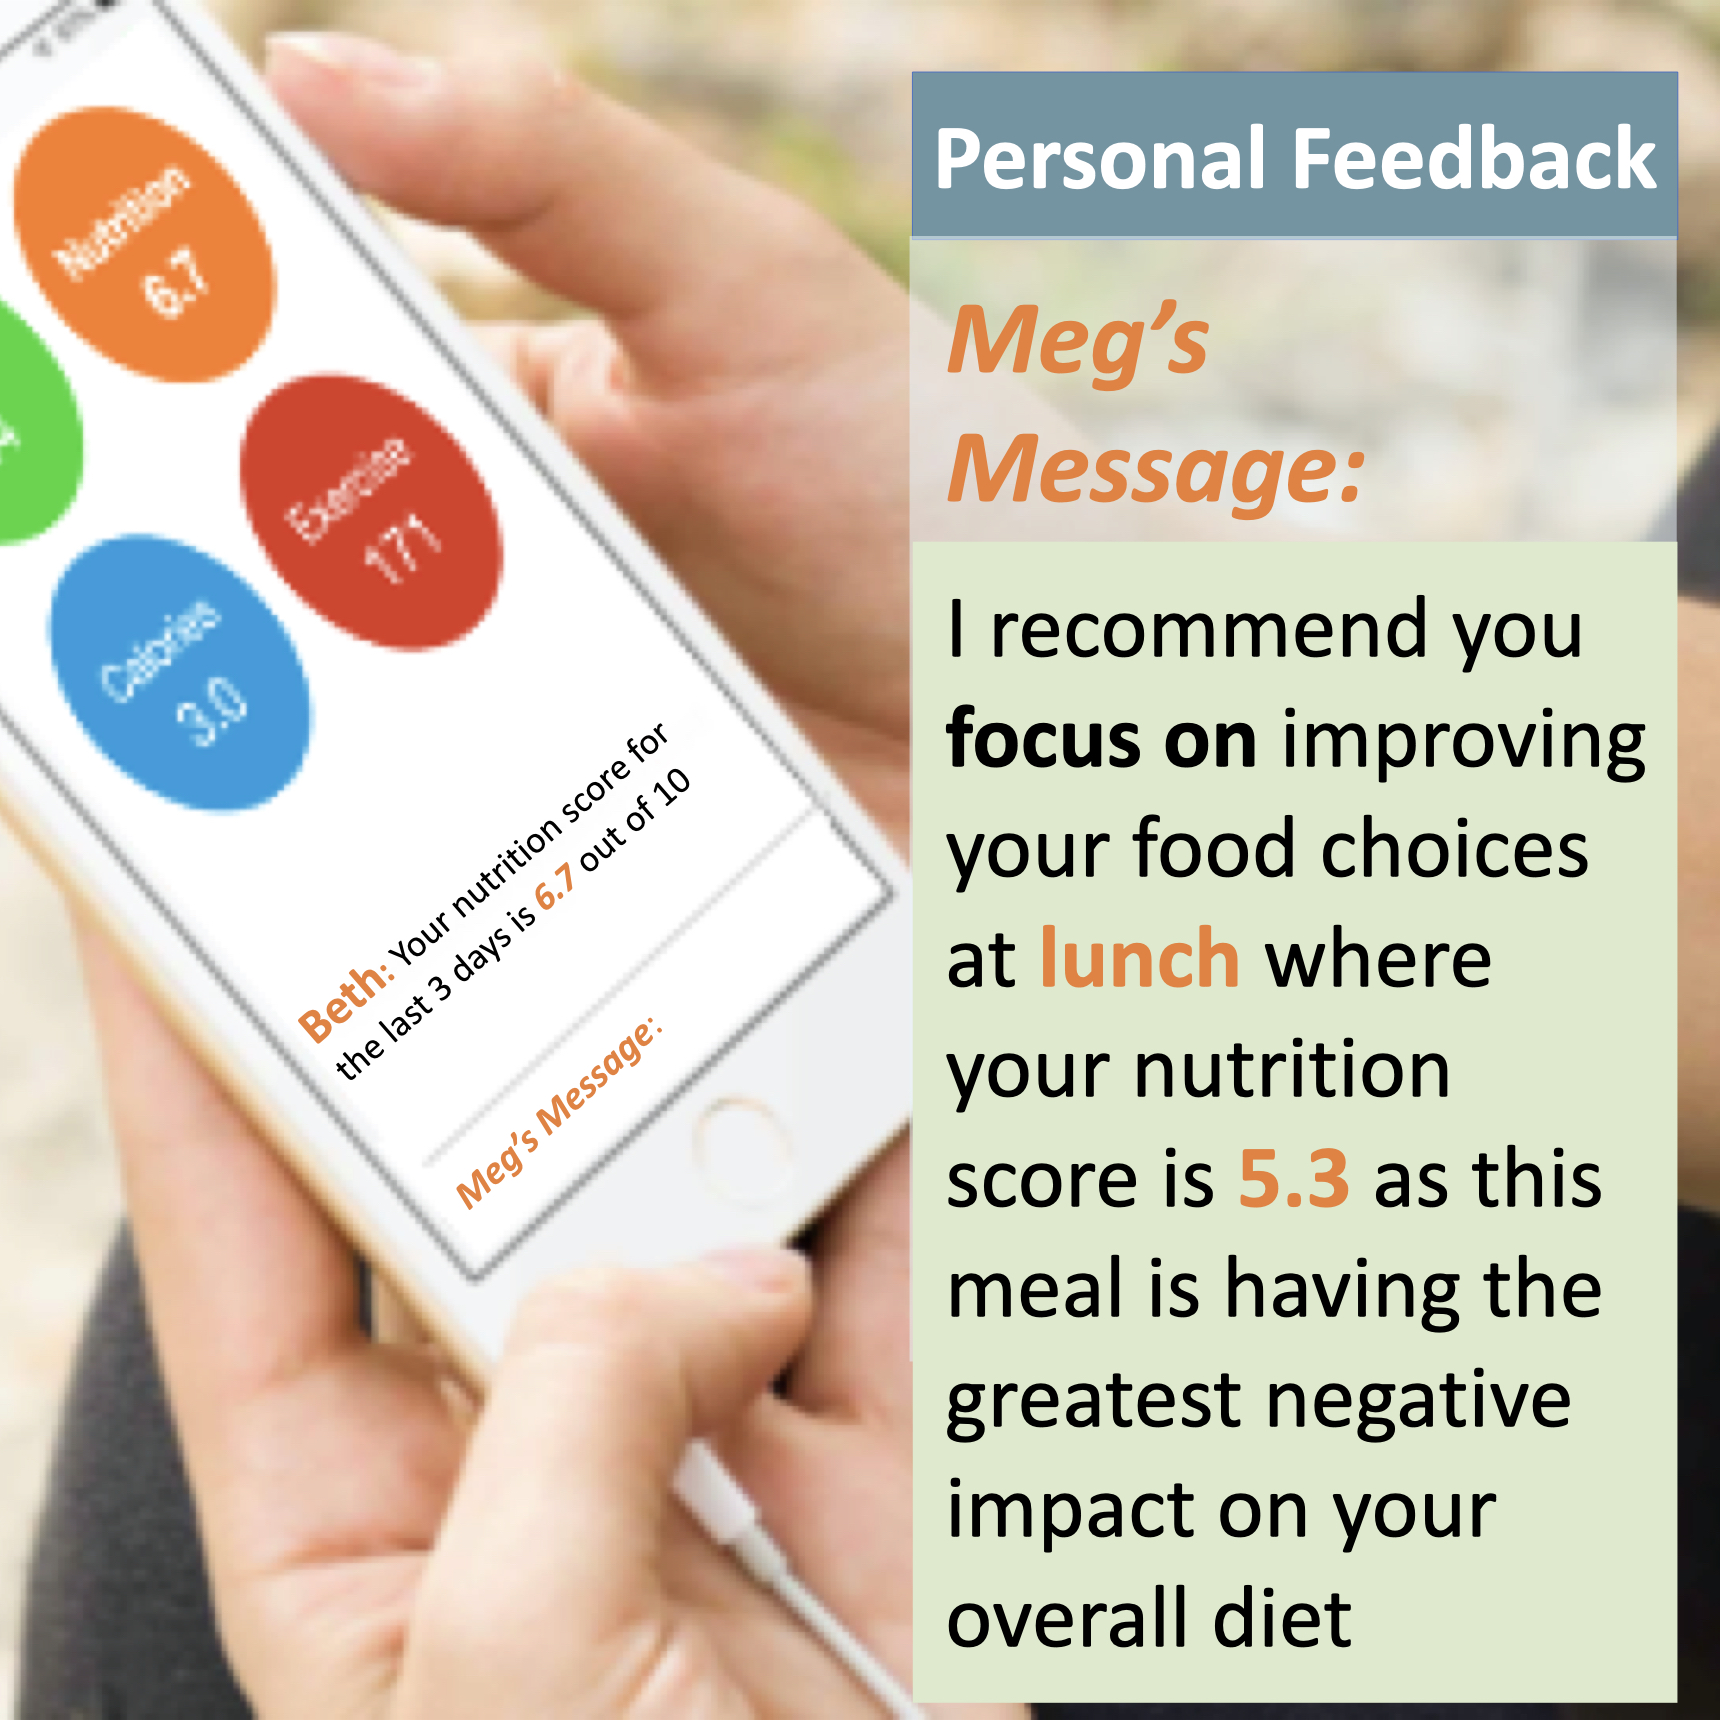 Nutrition
6.7
Exercise
171
Calories
3.0
Beth: Your nutrition score for
the last 3 days is 6.7 out of 10
Meg's Message:
Personal Feedback
Meg's
Message:
I recommend you
focus on improving
your food choices
at lunch where
your nutrition
score is 5.3 as this
meal is having the
greatest negative
impact on your
overall diet